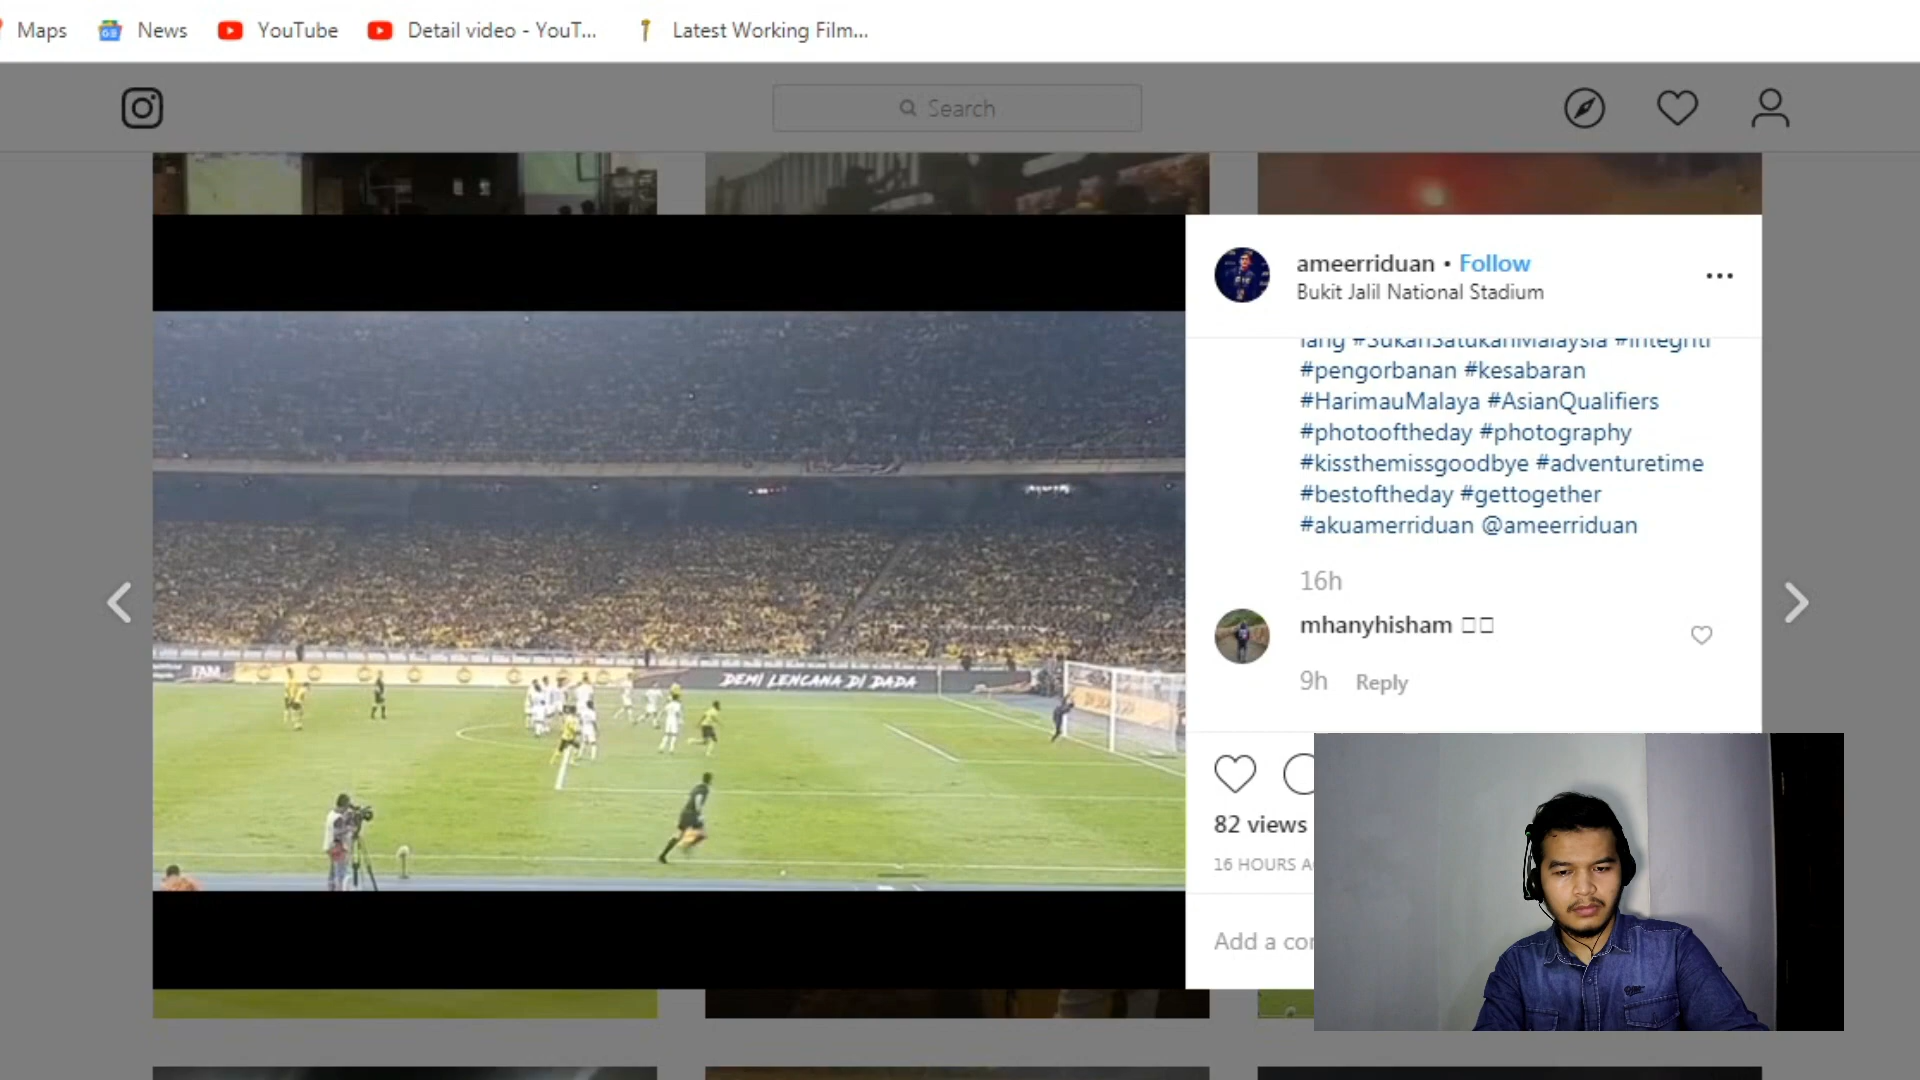 Maps News YouTube Detail video - YouT... Latest Working Film...
Search
ameerriduan • Follow
Bukit Jalil National Stadium
#SukanSatukanMalaysia #integriti
#pengorbanan #kesabaran
#HarimauMalaya #AsianQualifiers
#photooftheday #photography
#kissthemissgoodbye #adventuretime
#bestoftheday #gettogether
#akuamerriduan @ameerriduan
16h
mhanyhisham
9h Reply
82 views
16 HOURS A
Add a co
FAM
DEMI LENCANA DI DADA